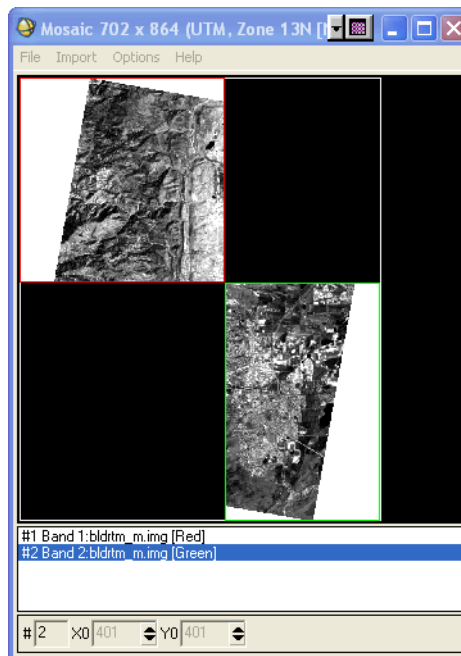 Mosaic 702 x 864 (UTM, Zone 13N [
File Import Options Help
#1 Band 1:bldrtm_m.img [Red]
#2 Band 2:bldrtm_m.img [Green]
# 2 X0 401 Y0 401